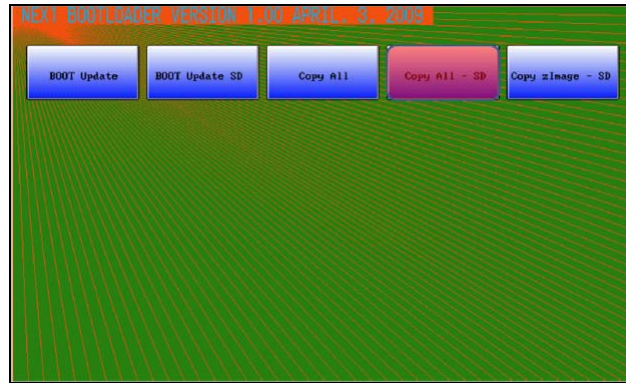 NEXT BOOTLOADER VERSION 1.00 APRIL. 3, 2009
BOOT Update
BOOT Update SD
Copy All
Copy All - SD
Copy zImage - SD